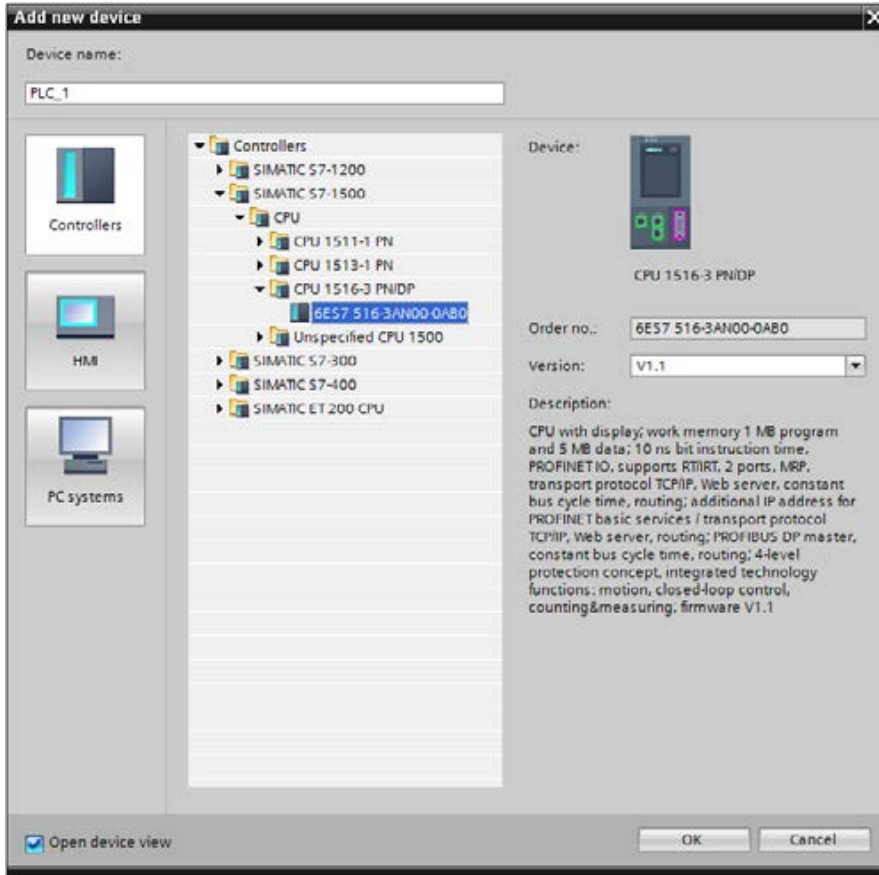 Add new device
Device name:
PLC_1
Controllers
HMI
PC systems
Controllers
SIMATIC S7-1200
SIMATIC S7-1500
CPU
CPU 1511-1 PN
CPU 1513-1 PN
CPU 1516-3 PN/DP
6ES7 516-3AN00-0AB0
Unspecified CPU 1500
SIMATIC S7-300
SIMATIC S7-400
SIMATIC ET 200 CPU
Device:
CPU 1516-3 PN/DP
Order no.: 6ES7 516-3AN00-0AB0
Version: V1.1
Description:
CPU with display; work memory 1 MB program
and 5 MB data; 10 ns bit instruction time,
PROFINET IO, supports RT/IRT, 2 ports, MRP,
transport protocol TCP/IP, Web server, constant
bus cycle time, routing; additional IP address for
PROFINET basic services / transport protocol
TCP/IP, Web server, routing; PROFIBUS DP master,
constant bus cycle time, routing; 4-level
protection concept, integrated technology
functions: motion, closed-loop control,
counting&measuring; firmware V1.1
Open device view
OK
Cancel